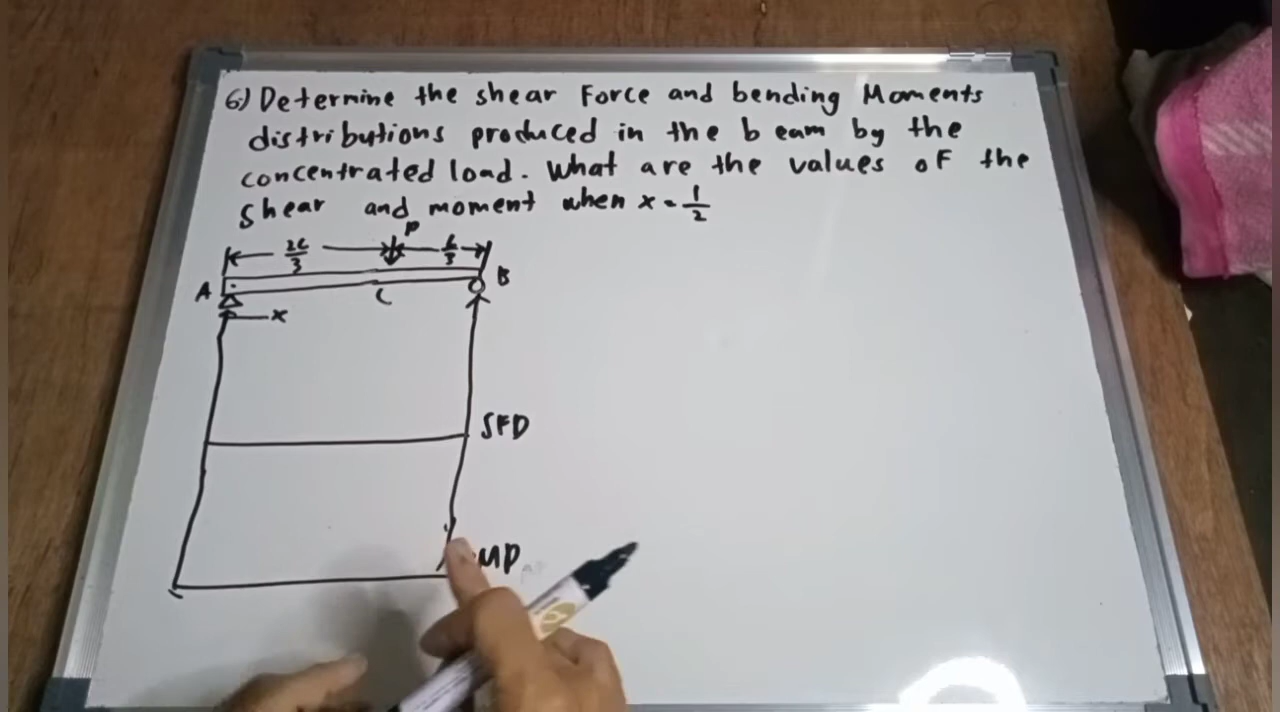 6) Determine the shear Force and bending Moments
distributions produced in the beam by the
concentrated load. What are the values of the
shear and moment when x = 1/2
P
2L/3 L/3
A B
C
x
SFD
MD